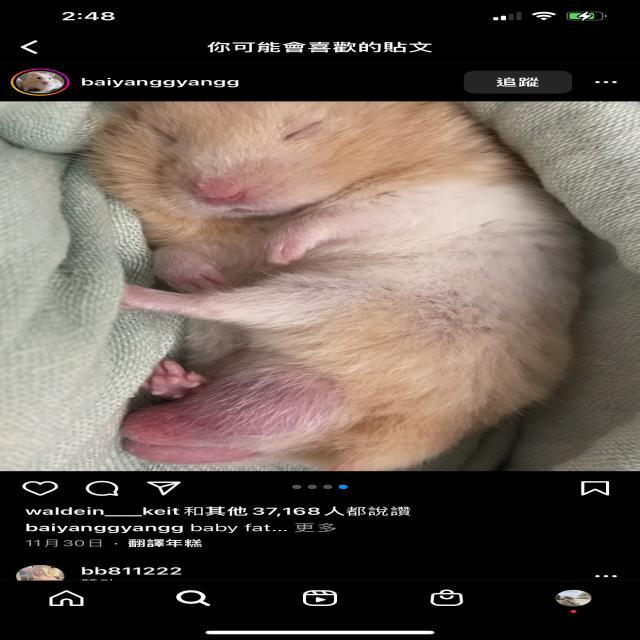 2:48
你可能會喜歡的貼文
baiyanggyangg 追蹤
waldein___keit 和其他 37,168 人都說讚
baiyanggyangg baby fat... 更多
11月30日 · 翻譯年糕
bb811222